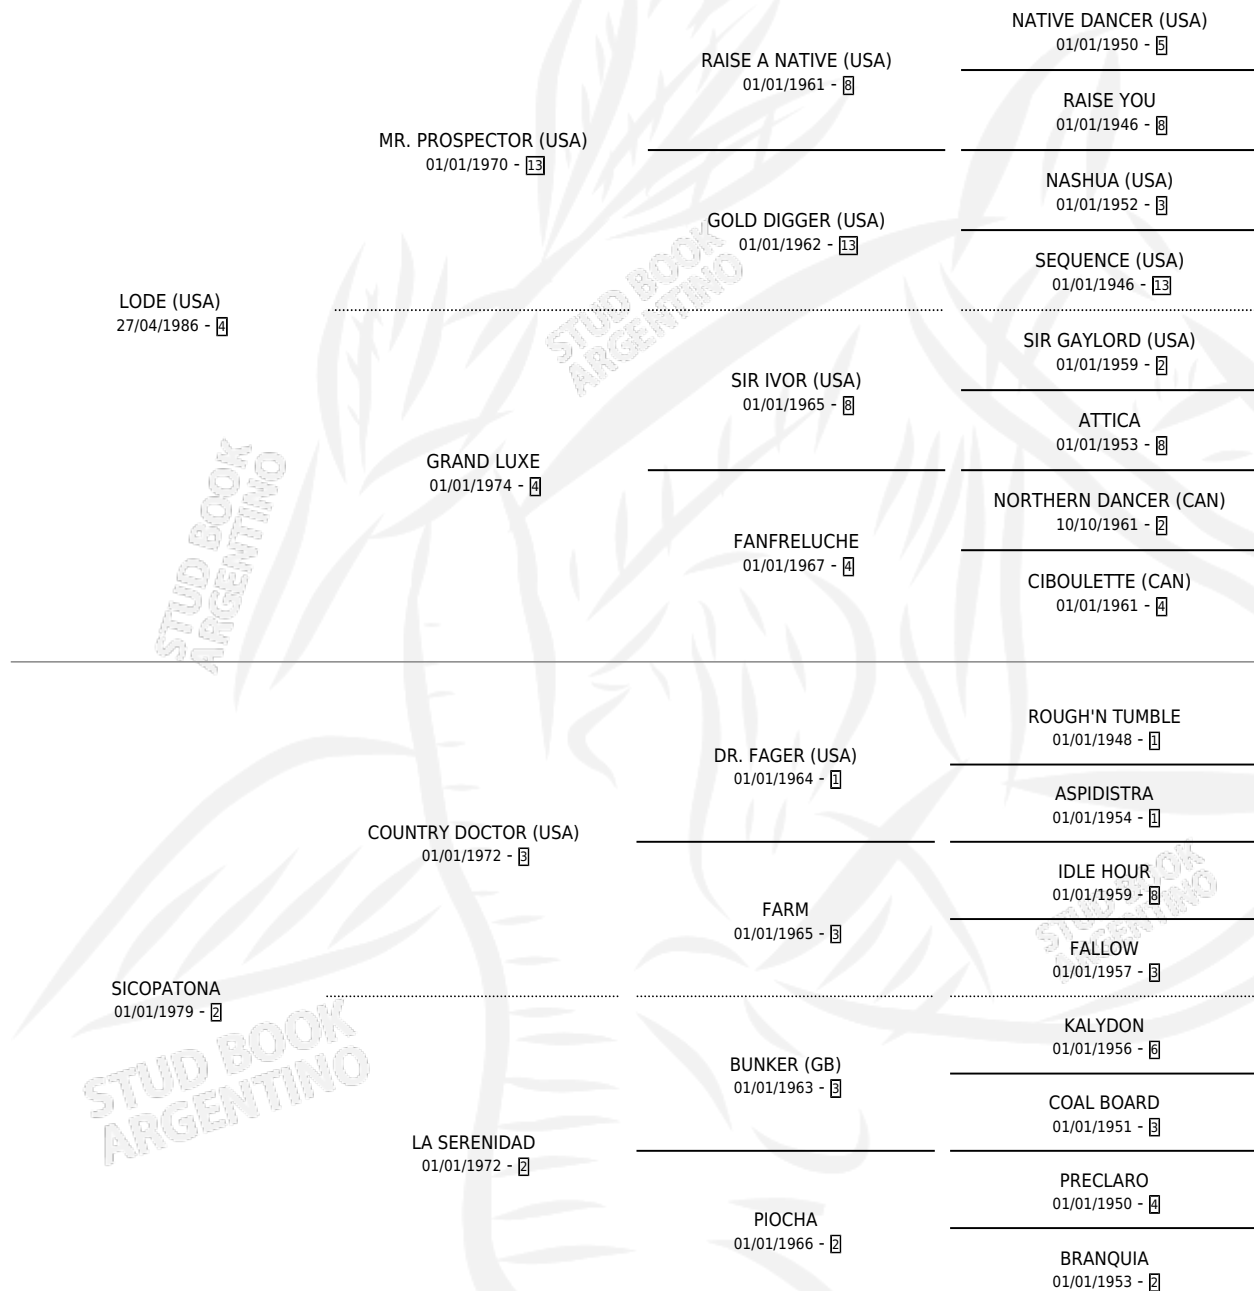 NATIVE DANCER (USA)
01/01/1950 - 5
RAISE A NATIVE (USA)
01/01/1961 - 8
RAISE YOU
01/01/1946 - 8
MR. PROSPECTOR (USA)
01/01/1970 - 13
NASHUA (USA)
01/01/1952 - 3
GOLD DIGGER (USA)
01/01/1962 - 13
SEQUENCE (USA)
01/01/1946 - 13
LODE (USA)
27/04/1986 - 4
SIR GAYLORD (USA)
01/01/1959 - 2
SIR IVOR (USA)
01/01/1965 - 8
ATTICA
01/01/1953 - 8
GRAND LUXE
01/01/1974 - 4
NORTHERN DANCER (CAN)
10/10/1961 - 2
FANFRELUCHE
01/01/1967 - 4
CIBOULETTE (CAN)
01/01/1961 - 4
ROUGH'N TUMBLE
01/01/1948 - 1
DR. FAGER (USA)
01/01/1964 - 1
ASPIDISTRA
01/01/1954 - 1
COUNTRY DOCTOR (USA)
01/01/1972 - 3
IDLE HOUR
01/01/1959 - 8
FARM
01/01/1965 - 3
FALLOW
01/01/1957 - 3
SICOPATONA
01/01/1979 - 2
KALYDON
01/01/1956 - 6
BUNKER (GB)
01/01/1963 - 3
COAL BOARD
01/01/1951 - 3
LA SERENIDAD
01/01/1972 - 2
PRECLARO
01/01/1950 - 4
PIOCHA
01/01/1966 - 2
BRANQUIA
01/01/1953 - 2
STUD BOOK
ARGENTINO
STUD BOOK
ARGENTINO
STUD BOOK
ARGENTINO
STUD BOOK
ARGENTINO